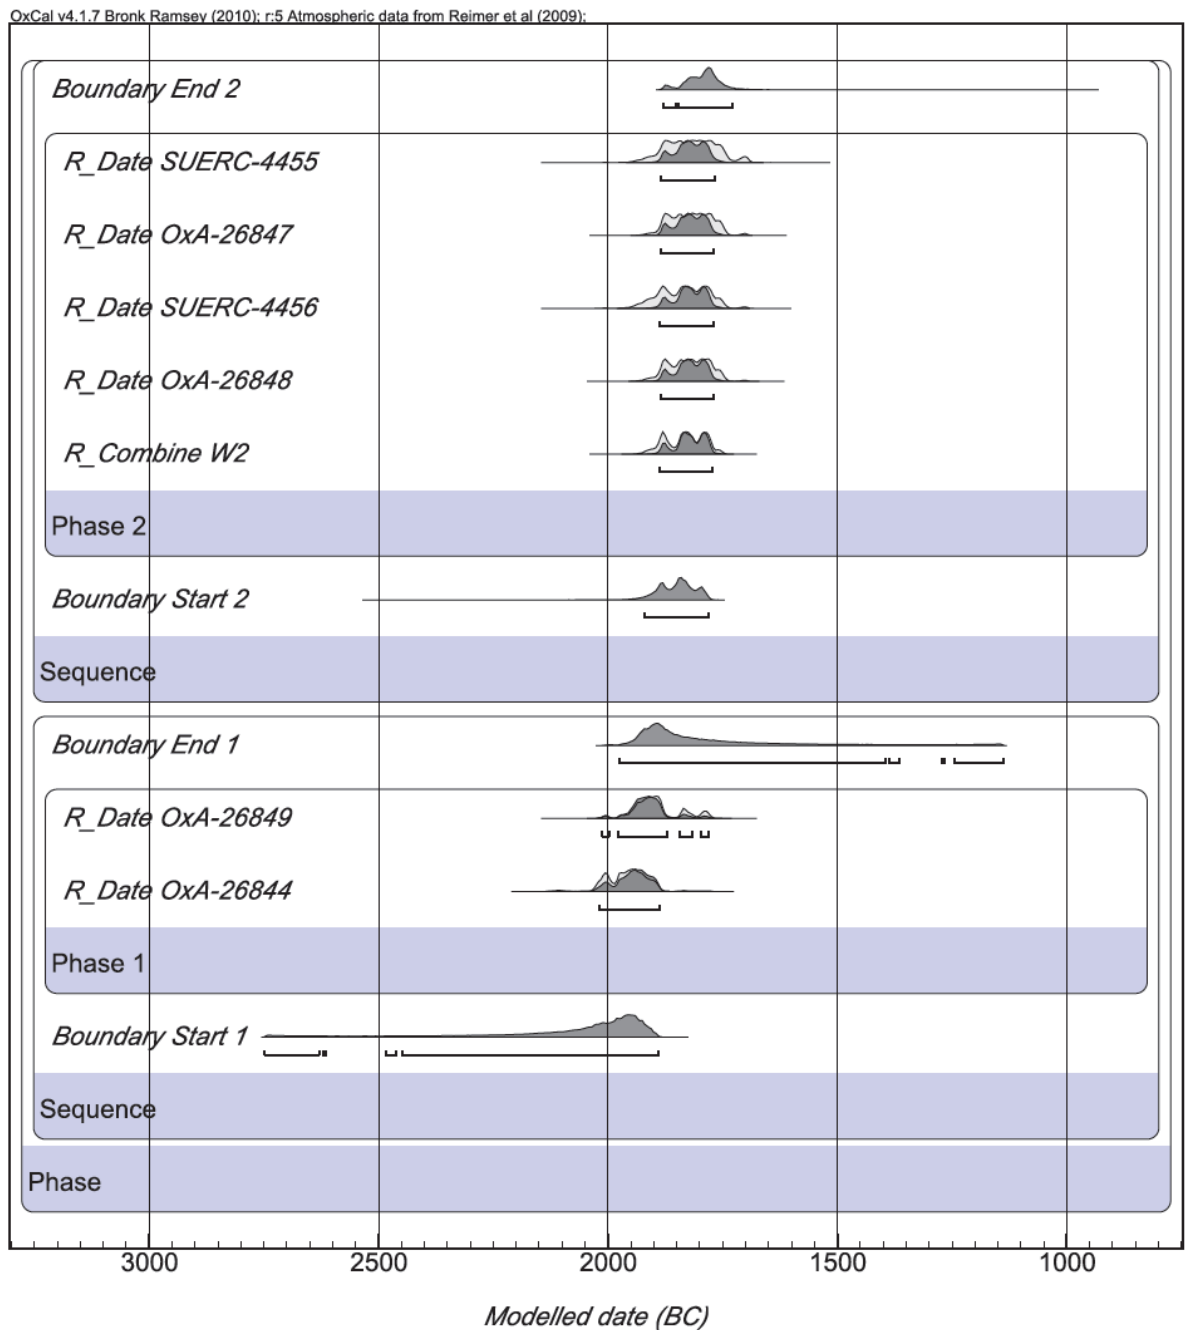 OxCal v4.1.7 Bronk Ramsey (2010); r:5 Atmospheric data from Reimer et al (2009);
Boundary End 2
R_Date SUERC-4455
R_Date OxA-26847
R_Date SUERC-4456
R_Date OxA-26848
R_Combine W2
Phase 2
Boundary Start 2
Sequence
Boundary End 1
R_Date OxA-26849
R_Date OxA-26844
Phase 1
Boundary Start 1
Sequence
Phase
3000 2500 2000 1500 1000
Modelled date (BC)